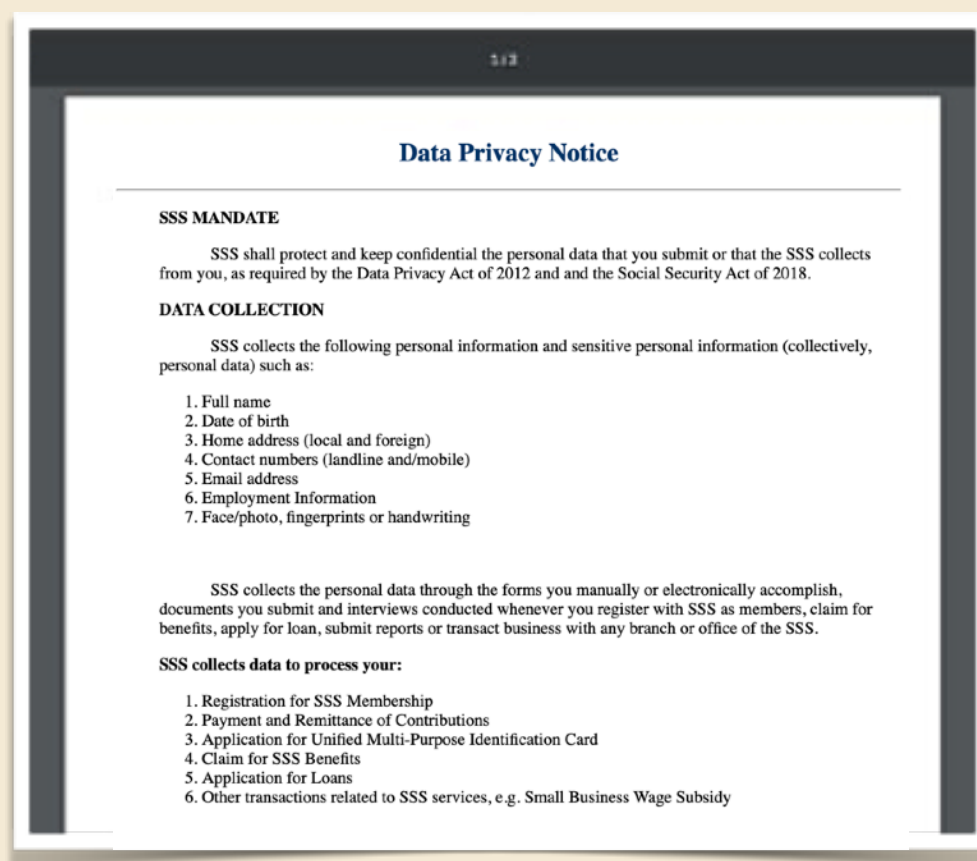 Data Privacy Notice
SSS MANDATE
SSS shall protect and keep confidential the personal data that you submit or that the SSS collects
from you, as required by the Data Privacy Act of 2012 and and the Social Security Act of 2018.
DATA COLLECTION
SSS collects the following personal information and sensitive personal information (collectively,
personal data) such as:
1. Full name
2. Date of birth
3. Home address (local and foreign)
4. Contact numbers (landline and/mobile)
5. Email address
6. Employment Information
7. Face/photo, fingerprints or handwriting
SSS collects the personal data through the forms you manually or electronically accomplish,
documents you submit and interviews conducted whenever you register with SSS as members, claim for
benefits, apply for loan, submit reports or transact business with any branch or office of the SSS.
SSS collects data to process your:
1. Registration for SSS Membership
2. Payment and Remittance of Contributions
3. Application for Unified Multi-Purpose Identification Card
4. Claim for SSS Benefits
5. Application for Loans
6. Other transactions related to SSS services, e.g. Small Business Wage Subsidy